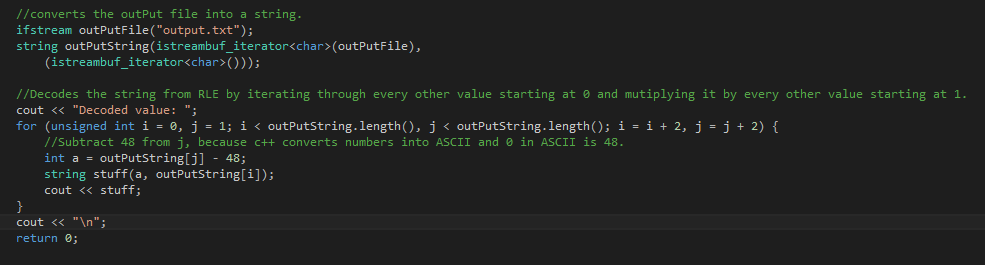 //converts the outPut file into a string.
ifstream outPutFile("output.txt");
string outPutString(istreambuf_iterator<char>(outPutFile),
    (istreambuf_iterator<char>()));

//Decodes the string from RLE by iterating through every other value starting at 0 and mutiplying it by every other value starting at 1.
cout << "Decoded value: ";
for (unsigned int i = 0, j = 1; i < outPutString.length(), j < outPutString.length(); i = i + 2, j = j + 2) {
    //Subtract 48 from j, because c++ converts numbers into ASCII and 0 in ASCII is 48.
    int a = outPutString[j] - 48;
    string stuff(a, outPutString[i]);
    cout << stuff;
}
cout << "\n";
return 0;